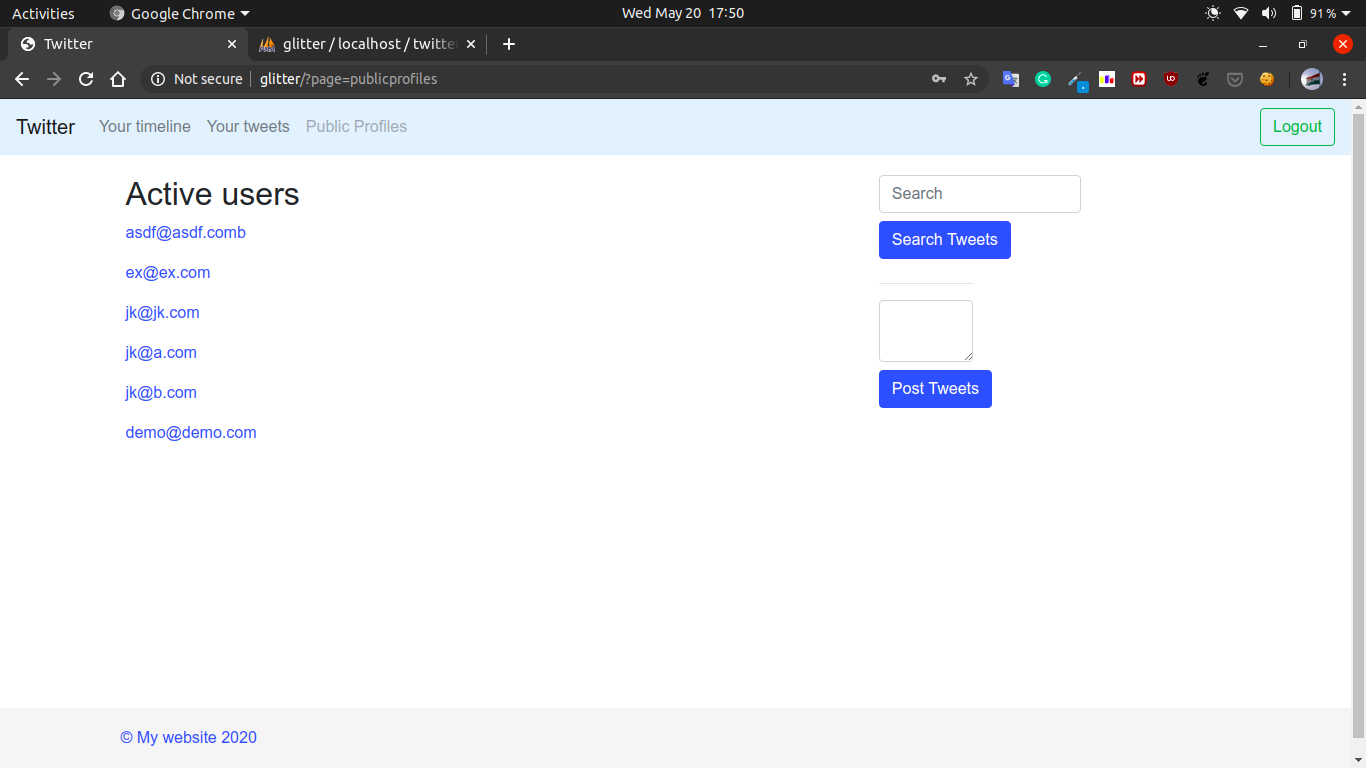 Activities Google Chrome Wed May 20 17:50 91%
Twitter glitter / localhost / twitte
Not secure glitter/?page=publicprofiles
Twitter Your timeline Your tweets Public Profiles Logout
Active users
Search
asdf@asdf.comb
Search Tweets
ex@ex.com
jk@jk.com
jk@a.com
Post Tweets
jk@b.com
demo@demo.com
© My website 2020